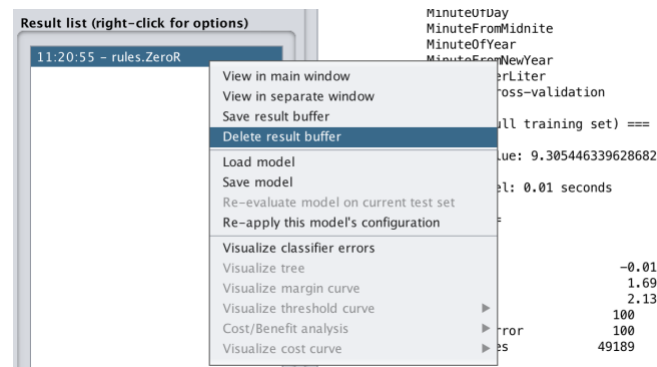 Result list (right-click for options)
11:20:55 - rules.ZeroR
View in main window
View in separate window
Save result buffer
Delete result buffer
Load model
Save model
Re-evaluate model on current test set
Re-apply this model's configuration
Visualize classifier errors
Visualize tree
Visualize margin curve
Visualize threshold curve
Cost/Benefit analysis
Visualize cost curve
MinuteOfDay
MinuteFromMidnite
MinuteOfYear
MinuteFromNewYear
erLiter
ross-validation
ull training set) ===
lue: 9.305446339628682
el: 0.01 seconds
=
-0.01
1.69
2.13
100
rror 100
es 49189